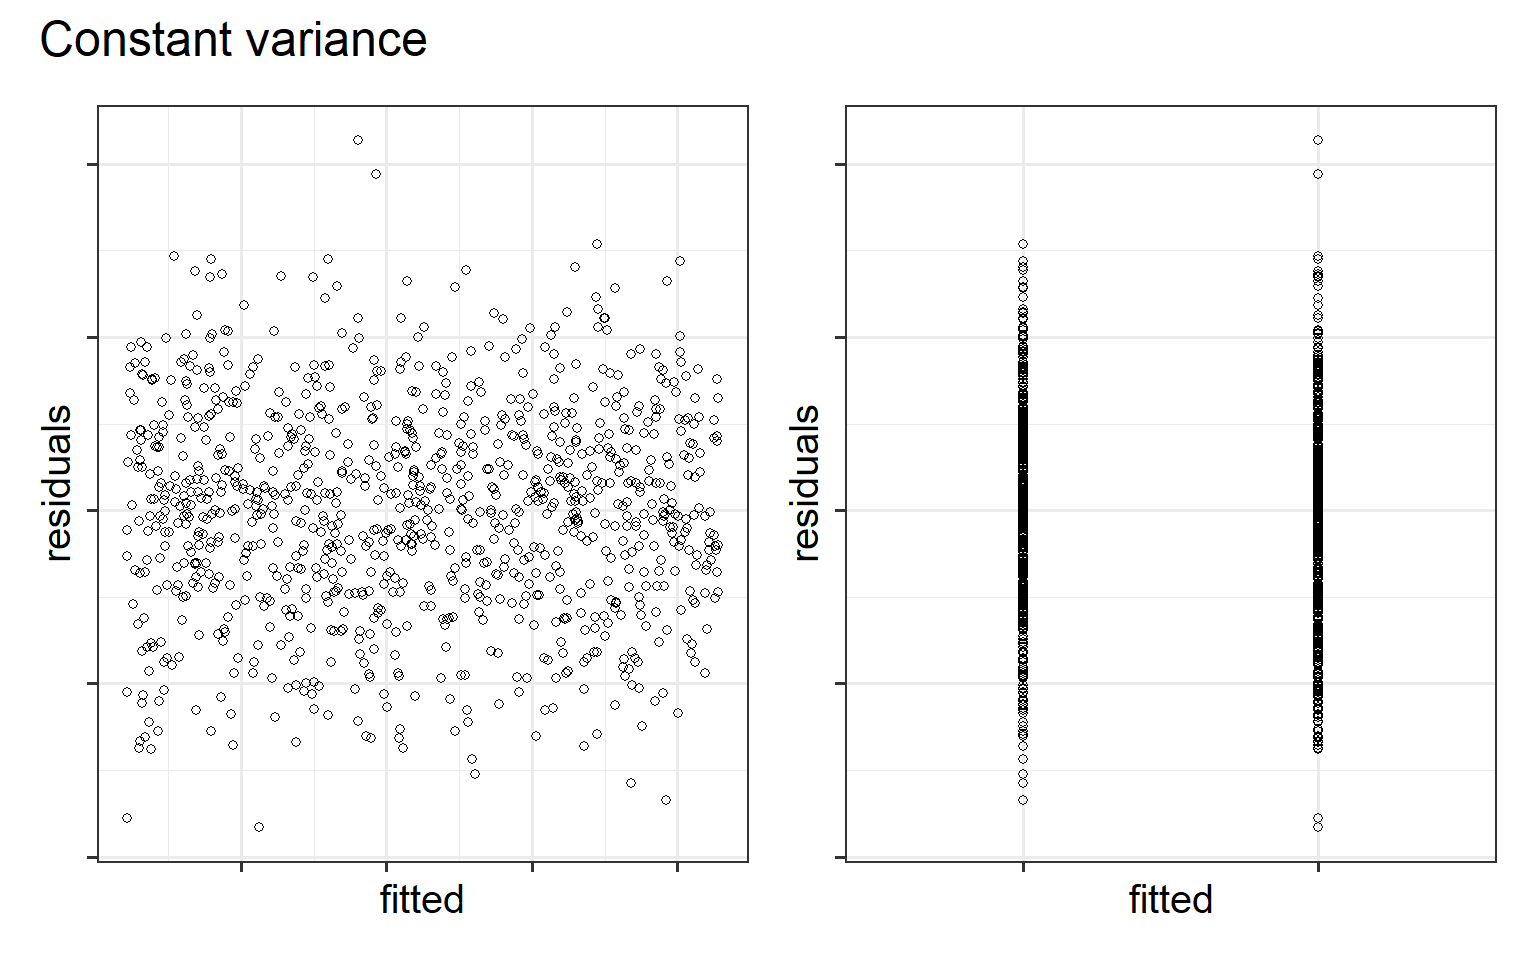 Constant variance
residuals
fitted
residuals
fitted